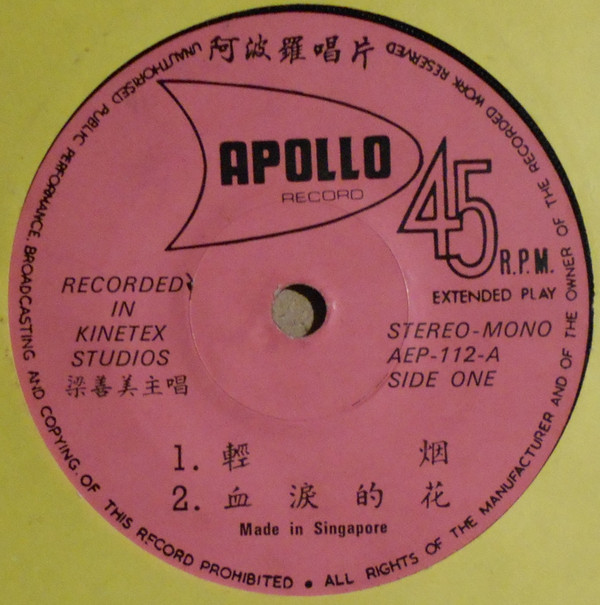 阿波羅唱片
APOLLO
RECORD
45 R.P.M.
EXTENDED PLAY
RECORDED
IN
KINETEX
STUDIOS
梁善美主唱
STEREO-MONO
AEP-112-A
SIDE ONE
1. 輕烟
2. 血淚的花
Made in Singapore
UNAUTHORISED PUBLIC PERFORMANCE, BROADCASTING AND COPYING OF THIS RECORD PROHIBITED • ALL RIGHTS OF THE MANUFACTURER AND OF THE OWNER OF THE RECORDED WORK RESERVED